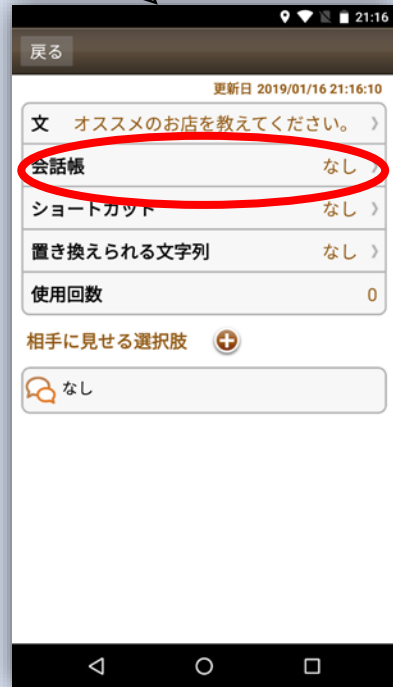 21:16
戻る
更新日 2019/01/16 21:16:10
文 オススメのお店を教えてください。
会話帳 なし
ショートカット なし
置き換えられる文字列 なし
使用回数 0
相手に見せる選択肢
なし